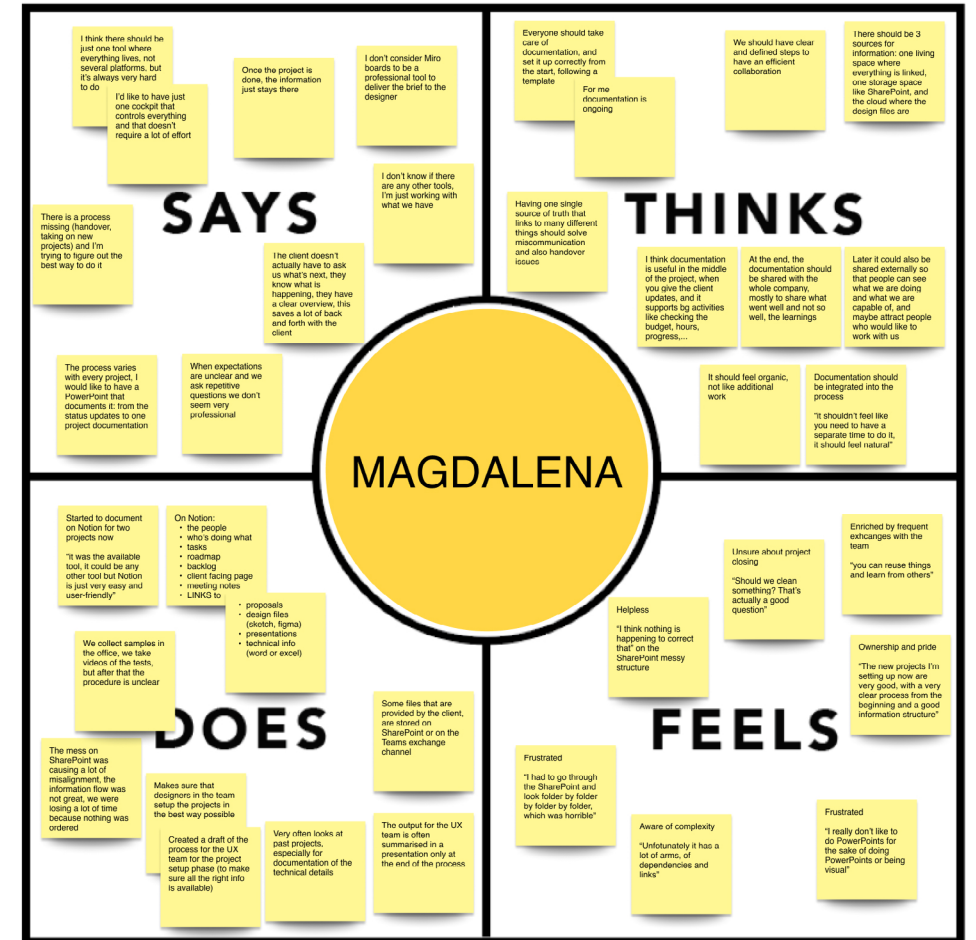 I think there should be
just one tool where
everything lives, not
several platforms, but
it's always very hard
to do
I'd like to have just
one cockpit that
controls everything
and that doesn't
require a lot of effort
Once the project is
done, the information
just stays there
I don't consider Miro
boards to be a
professional tool to
deliver the brief to the
designer
I don't know if there
are any other tools,
I'm just working with
what we have
SAYS
There is a process
missing (handover,
taking on new
projects) and I'm
trying to figure out the
best way to do it
The client doesn't
actually have to ask
us what's next, they
know what is
happening, they have
a clear overview, this
saves a lot of back
and forth with the
client
The process varies
with every project, I
would like to have a
PowerPoint that
documents it: from the
status updates to one
project documentation
When expectations
are unclear and we
ask repetitive
questions we don't
seem very
professional
Everyone should take
care of
documentation, and
set it up correctly from
the start, following a
template
For me
documentation is
ongoing
We should have clear
and defined steps to
have an efficient
collaboration
There should be 3
sources for
information: one living
space where
everything is linked,
one storage space
like SharePoint, and
the cloud where the
design files are
THINKS
Having one single
source of truth that
links to many different
things should solve
miscommunication
and also handover
issues
I think documentation
is useful in the middle
of the project, when
you give the client
updates, and it
supports bg activities
like checking the
budget, hours,
progress,...
At the end, the
documentation should
be shared with the
whole company,
mostly to share what
went well and not so
well, the learnings
Later it could also be
shared externally so
that people can see
what we are doing
and what we are
capable of, and
maybe attract people
who would like to
work with us
It should feel organic,
not like additional
work
Documentation should
be integrated into the
process
"it shouldn't feel like
you need to have a
separate time to do it,
it should feel natural"
MAGDALENA
Started to document
on Notion for two
projects now
"it was the available
tool, it could be any
other tool but Notion
is just very easy and
user-friendly"
On Notion:
• the people
• who's doing what
• tasks
• roadmap
• backlog
• client facing page
• meeting notes
• LINKS to
• proposals
• design files
(sketch, figma)
• presentations
• technical info
(word or excel)
We collect samples in
the office, we take
videos of the tests,
but after that the
procedure is unclear
DOES
Some files that are
provided by the client,
are stored on
SharePoint or on the
Teams exchange
channel
The mess on
SharePoint was
causing a lot of
misalignment, the
information flow was
not great, we were
losing a lot of time
because nothing was
ordered
Makes sure that
designers in the team
setup the projects in
the best way possible
Created a draft of the
process for the UX
team for the project
setup phase (to make
sure all the right info
is available)
Very often looks at
past projects,
especially for
documentation of the
technical details
The output for the UX
team is often
summarised in a
presentation only at
the end of the process
Unsure about project
closing
"Should we clean
something? That's
actually a good
question"
Enriched by frequent
exhcanges with the
team
"you can reuse things
and learn from others"
Helpless
"I think nothing is
happening to correct
that" on the
SharePoint messy
structure
Ownership and pride
"The new projects I'm
setting up now are
very good, with a very
clear process from the
beginning and a good
information structure"
FEELS
Frustrated
"I had to go through
the SharePoint and
look folder by folder
by folder by folder,
which was horrible"
Aware of complexity
"Unfotunately it has a
lot of arms, of
dependencies and
links"
Frustrated
"I really don't like to
do PowerPoints for
the sake of doing
PowerPoints or being
visual"